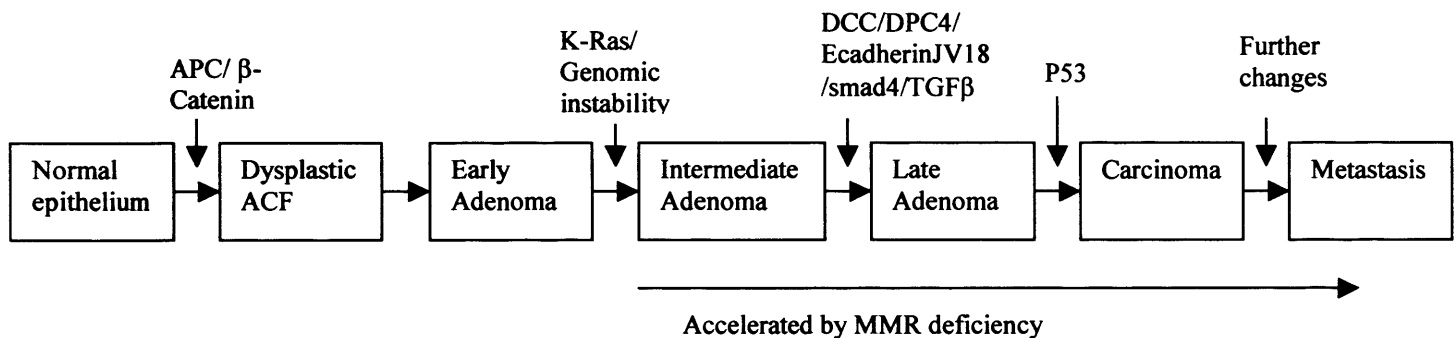 APC/ β-
Catenin
K-Ras/
Genomic
instability
DCC/DPC4/
EcadherinJV18
/smad4/TGFβ
P53
Further
changes
Normal
epithelium
Dysplastic
ACF
Early
Adenoma
Intermediate
Adenoma
Late
Adenoma
Carcinoma
Metastasis
Accelerated by MMR deficiency